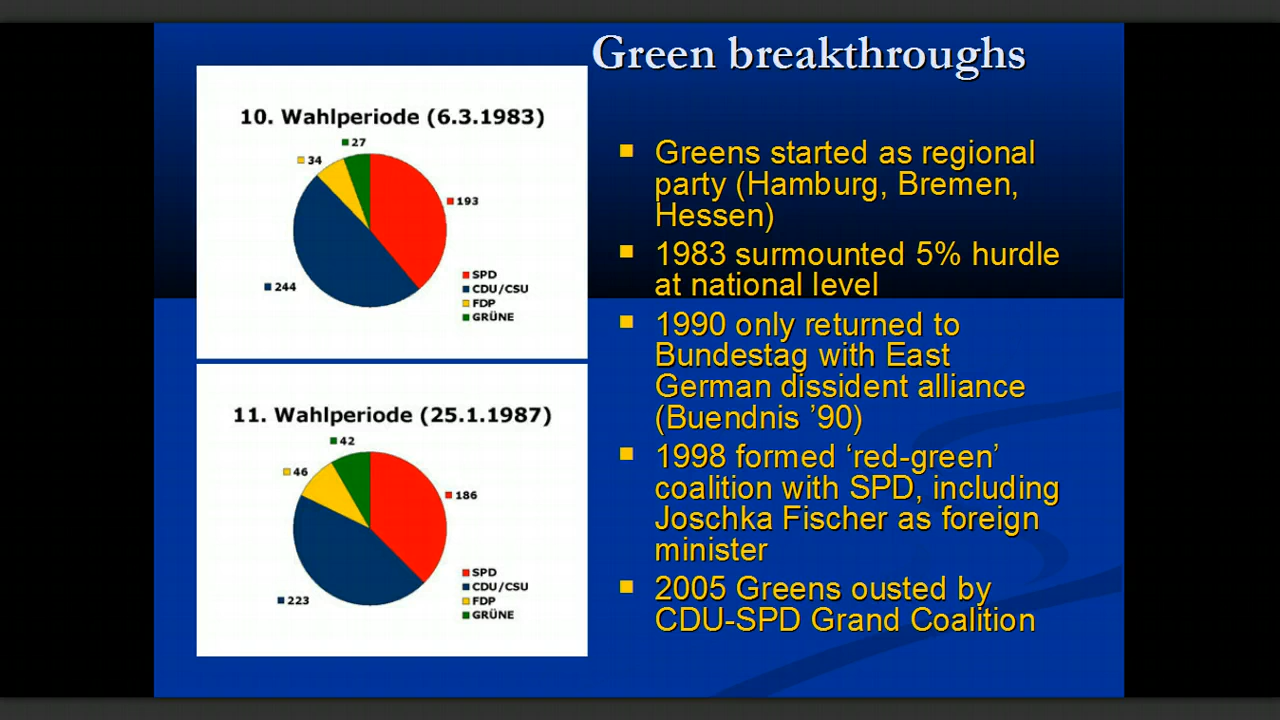 Green breakthroughs
10. Wahlperiode (6.3.1983)
27
34
193
244
SPD
CDU/CSU
FDP
GRÜNE
11. Wahlperiode (25.1.1987)
42
46
186
223
SPD
CDU/CSU
FDP
GRÜNE
Greens started as regional
party (Hamburg, Bremen,
Hessen)
1983 surmounted 5% hurdle
at national level
1990 only returned to
Bundestag with East
German dissident alliance
(Buendnis ’90)
1998 formed ‘red-green’
coalition with SPD, including
Joschka Fischer as foreign
minister
2005 Greens ousted by
CDU-SPD Grand Coalition